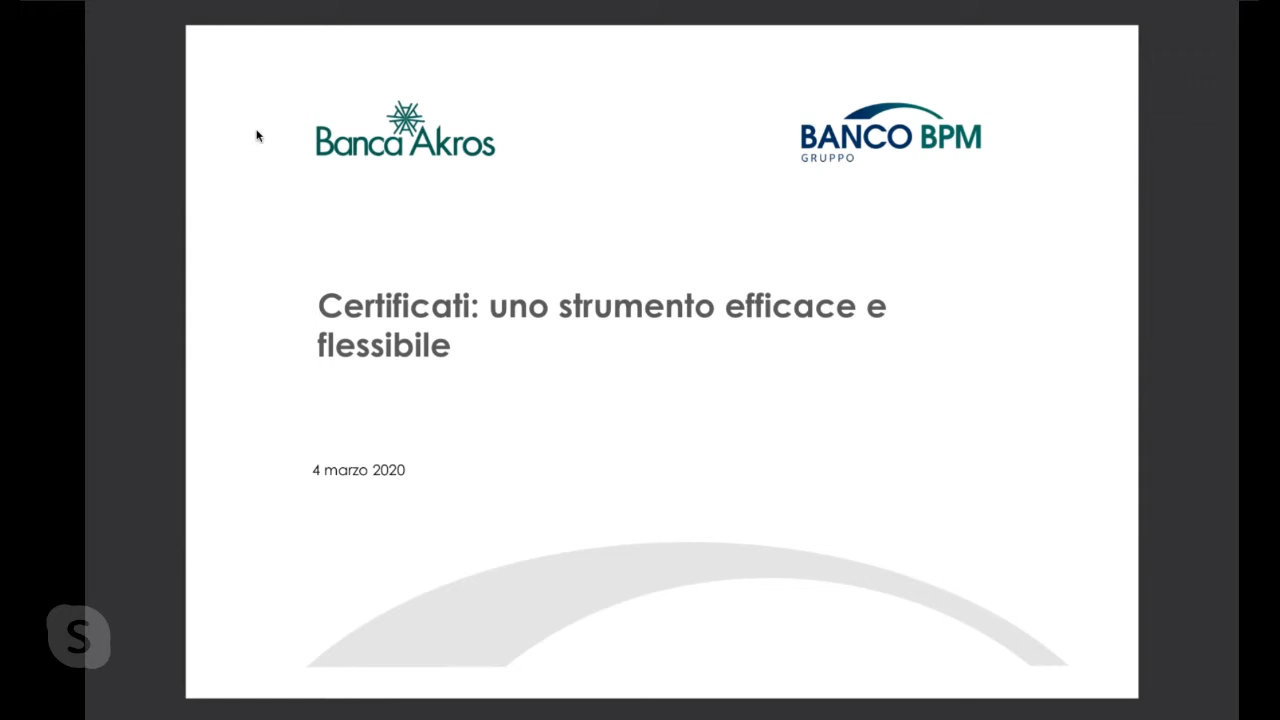 Banca Akros
BANCO BPM
GRUPPO
Certificati: uno strumento efficace e
flessibile
4 marzo 2020
S